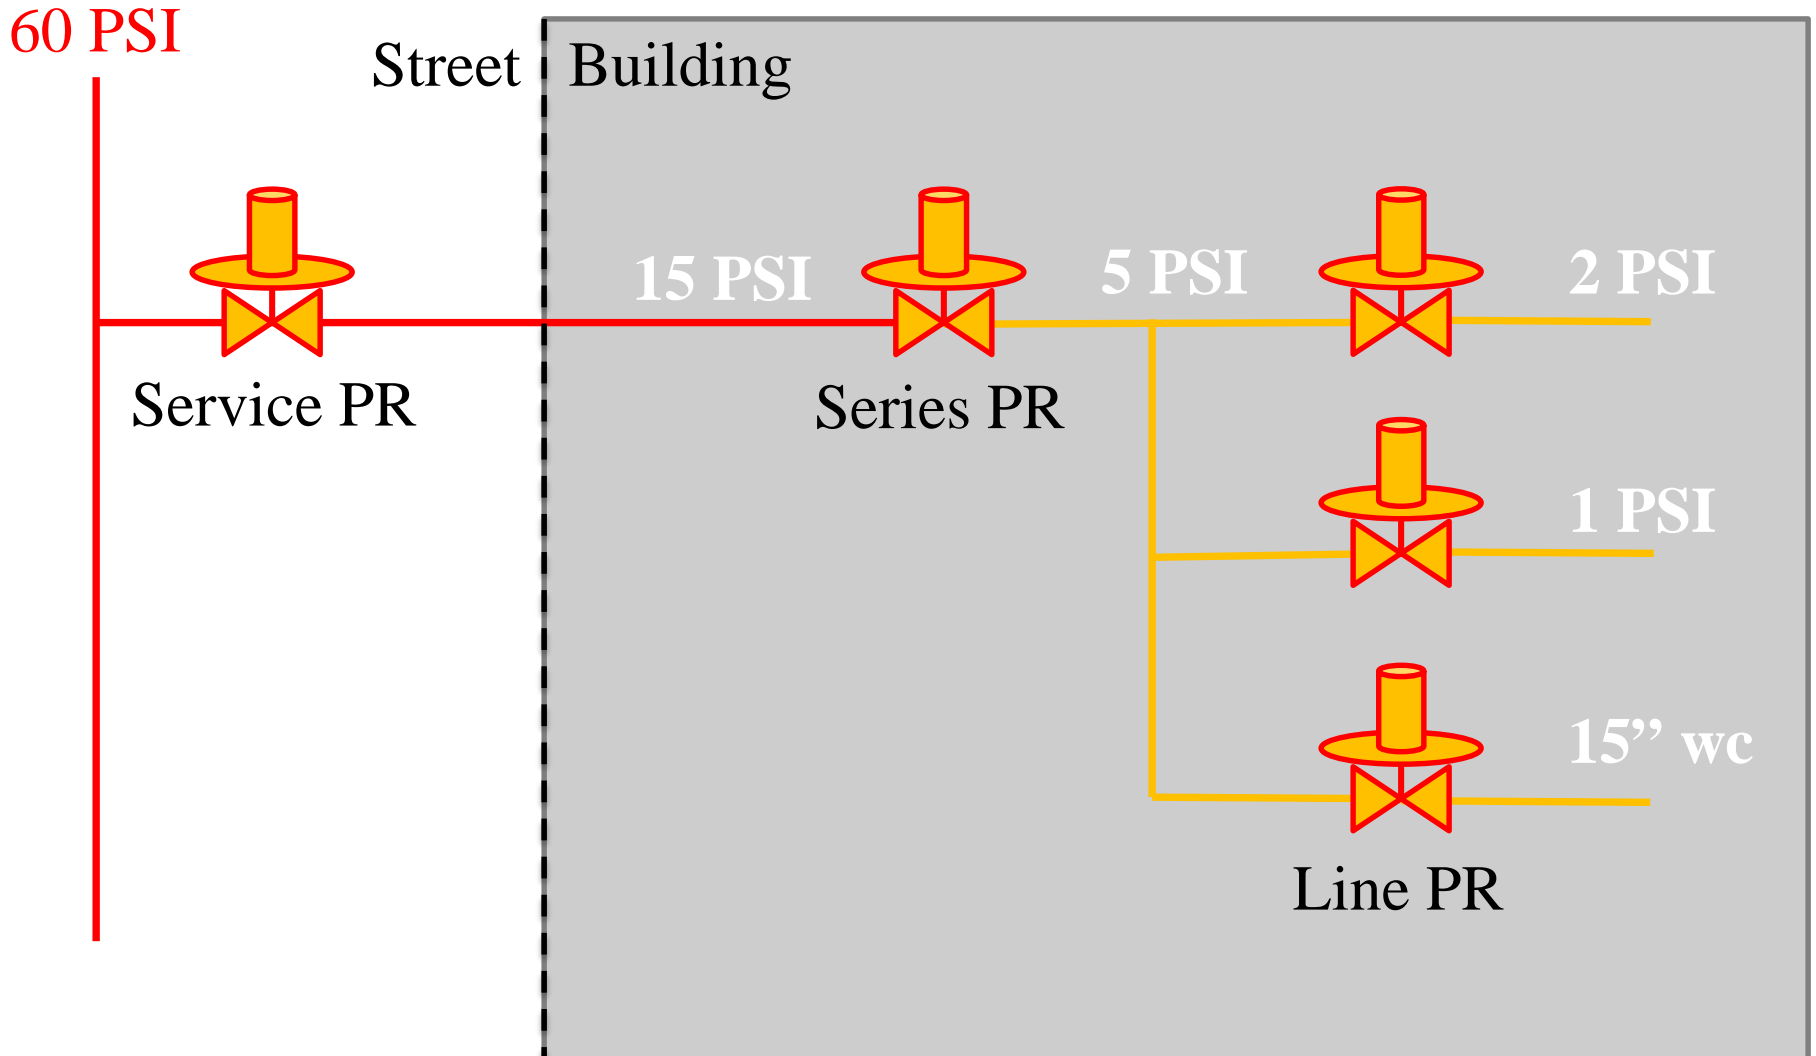 60 PSI
Street
Building
15 PSI
5 PSI
2 PSI
Service PR
Series PR
1 PSI
15” wc
Line PR